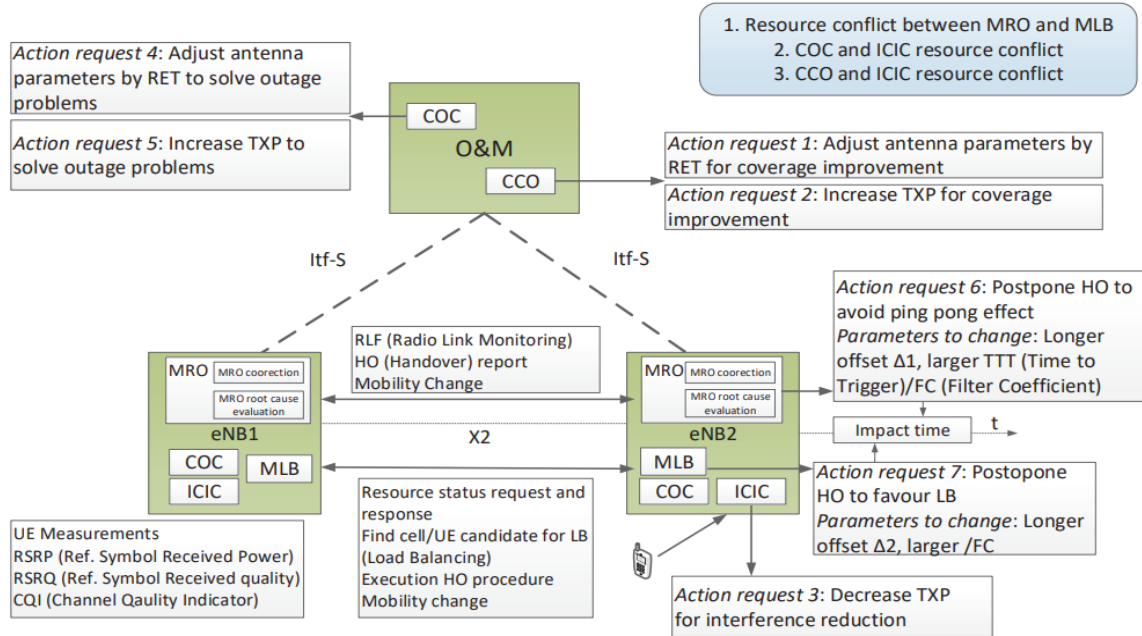 1. Resource conflict between MRO and MLB
2. COC and ICIC resource conflict
3. CCO and ICIC resource conflict
Action request 4: Adjust antenna
parameters by RET to solve outage
problems
Action request 5: Increase TXP to
solve outage problems
COC
O&M
CCO
Action request 1: Adjust antenna parameters by
RET for coverage improvement
Action request 2: Increase TXP for coverage
improvement
Itf-S
Itf-S
Action request 6: Postpone HO to
avoid ping pong effect
Parameters to change: Longer
offset Δ1, larger TTT (Time to
Trigger)/FC (Filter Coefficient)
RLF (Radio Link Monitoring)
HO (Handover) report
Mobility Change
MRO
MRO coorection
MRO root cause
evaluation
eNB1
COC
MLB
ICIC
X2
MRO
MRO coorection
MRO root cause
evaluation
eNB2
MLB
COC
ICIC
Impact time
t
Action request 7: Postopone
HO to favour LB
Parameters to change: Longer
offset Δ2, larger /FC
UE Measurements
RSRP (Ref. Symbol Received Power)
RSRQ (Ref. Symbol Received quality)
CQI (Channel Qaulity Indicator)
Resource status request and
response
Find cell/UE candidate for LB
(Load Balancing)
Execution HO procedure
Mobility change
Action request 3: Decrease TXP
for interference reduction